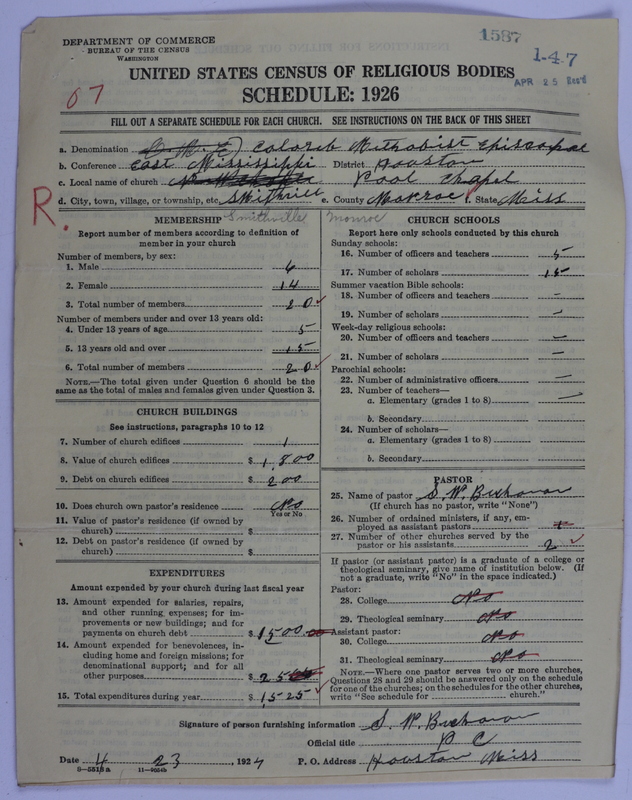 DEPARTMENT OF COMMERCE
BUREAU OF THE CENSUS
WASHINGTON
1587
1-4-7
APR 25
UNITED STATES CENSUS OF RELIGIOUS BODIES
SCHEDULE: 1926
07
FILL OUT A SEPARATE SCHEDULE FOR EACH CHURCH. SEE INSTRUCTIONS ON THE BACK OF THIS SHEET
a. Denomination Colored Methodist Episcopal
b. Conference East Mississippi District Houston
c. Local name of church Pool Chapel
d. City, town, village, or township, etc. Smithvill e. County Monroe f. State Miss
R.
Smithville Monroe
MEMBERSHIP
Report number of members according to definition of
member in your church
Number of members, by sex:
1. Male 6
2. Female 14
3. Total number of members 20
Number of members under and over 13 years old:
4. Under 13 years of age 5
5. 13 years old and over 15
6. Total number of members 20
NOTE.—The total given under Question 6 should be
same as the total of males and females given under Question 3.
CHURCH BUILDINGS
See instructions, paragraphs 10 to 12
7. Number of church edifices 1
8. Value of church edifices $ 1,800
9. Debt on church edifices $ 200
10. Does church own pastor's residence No
Yes or No
11. Value of pastor's residence (if owned by
church) $
12. Debt on pastor's residence (if owned by
church) $
EXPENDITURES
Amount expended by your church during last fiscal year
13. Amount expended for salaries, repairs,
and other running expenses; for im-
provements or new buildings; and for
payments on church debt $ 1500
14. Amount expended for benevolences, in-
cluding home and foreign missions; for
denominational support; and for all
other purposes $ 25
15. Total expenditures during year $ 1525
CHURCH SCHOOLS
Report here only schools conducted by this church
Sunday schools:
16. Number of officers and teachers 5
17. Number of scholars 15
Summer vacation Bible schools:
18. Number of officers and teachers —
19. Number of scholars —
Week-day religious schools:
20. Number of officers and teachers —
21. Number of scholars —
Parochial schools:
22. Number of administrative officers —
23. Number of teachers—
a. Elementary (grades 1 to 8) —
b. Secondary
24. Number of scholars—
a. Elementary (grades 1 to 8)
b. Secondary
PASTOR
25. Name of pastor S. W. Buchanan
(If church has no pastor, write "None")
26. Number of ordained ministers, if any, em-
ployed as assistant pastors
27. Number of other churches served by the
pastor or his assistants 2
If pastor (or assistant pastor) is a graduate of a college or
theological seminary, give name of institution below. (If
not a graduate, write "No" in the space indicated.)
Pastor:
28. College No
29. Theological seminary No
Assistant pastor:
30. College No
31. Theological seminary No
NOTE.—Where one pastor serves two or more churches,
Questions 28 and 29 should be answered only on the schedule
for one of the churches; on the schedules for the other churches,
write "See schedule for church."
Signature of person furnishing information S. W. Buchanan
Official title P C
Date 4 23, 1927 P. O. Address Houston Miss
8—5518a 11—9054b